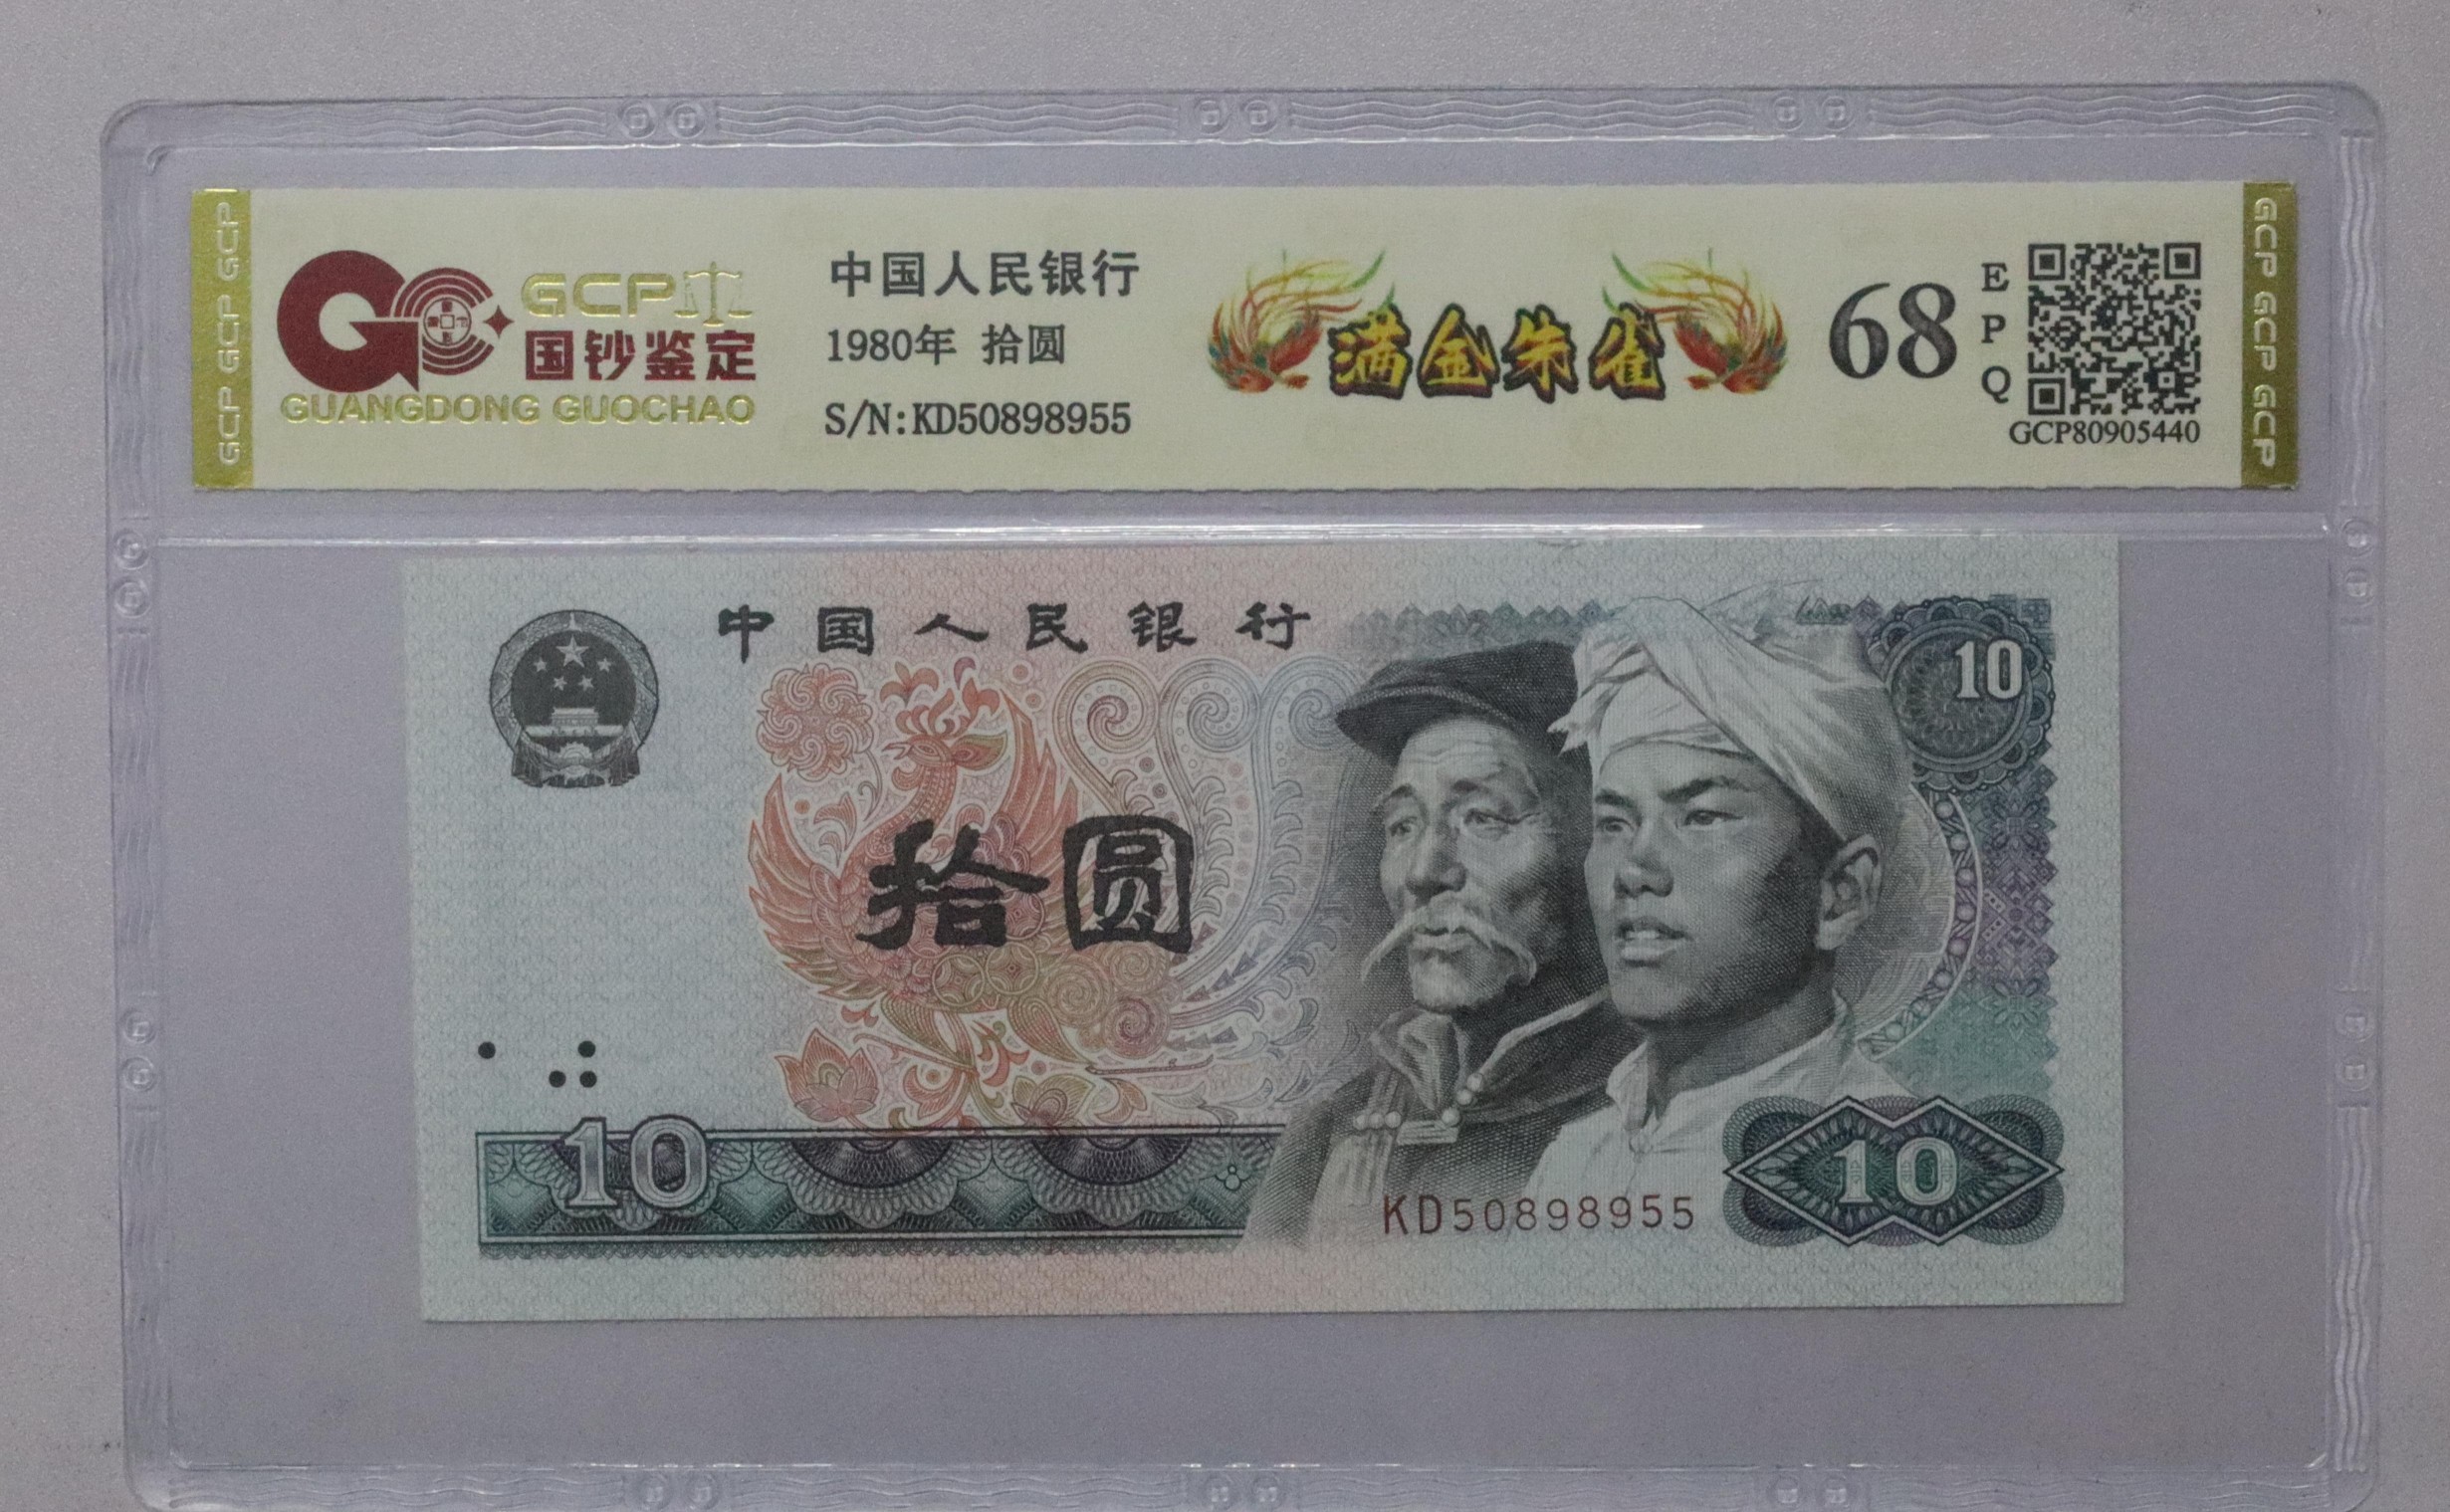 GCP GCP GCP
GCP
国钞鉴定
GUANGDONG GUOCHAO
中国人民银行
1980年 拾圆
S/N:KD50898955
满金朱雀
68
EPQ
GCP80905440
GCP GCP GCP
中国人民银行
10
拾圆
10
KD50898955
10